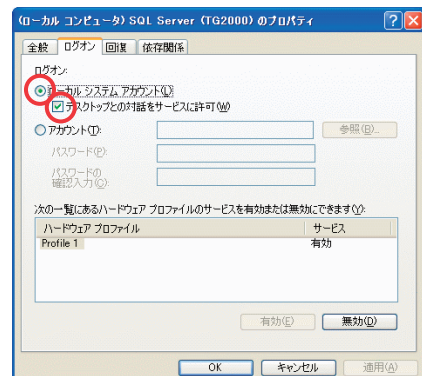 (ローカル コンピュータ) SQL Server (TG2000) のプロパティ
全般 ログオン 回復 依存関係
ログオン:
ローカル システム アカウント(L)
デスクトップとの対話をサービスに許可(W)
アカウント(T):
参照(B)...
パスワード(P):
パスワードの
確認入力(C):
次の一覧にあるハードウェア プロファイルのサービスを有効または無効にできます(Y):
ハードウェア プロファイル サービス
Profile 1 有効
有効(E) 無効(D)
OK キャンセル 適用(A)